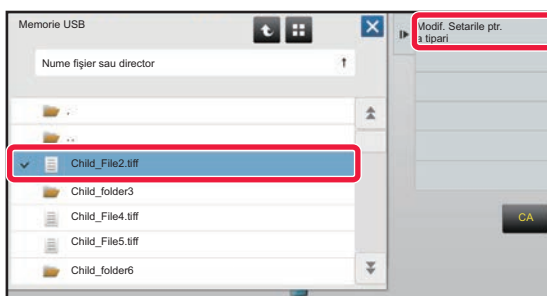 Memorie USB
Modif. Setarile ptr.
a tipari
Nume fişier sau director
.
..
Child_File2.tiff
Child_folder3
Child_File4.tiff
Child_File5.tiff
Child_folder6
CA